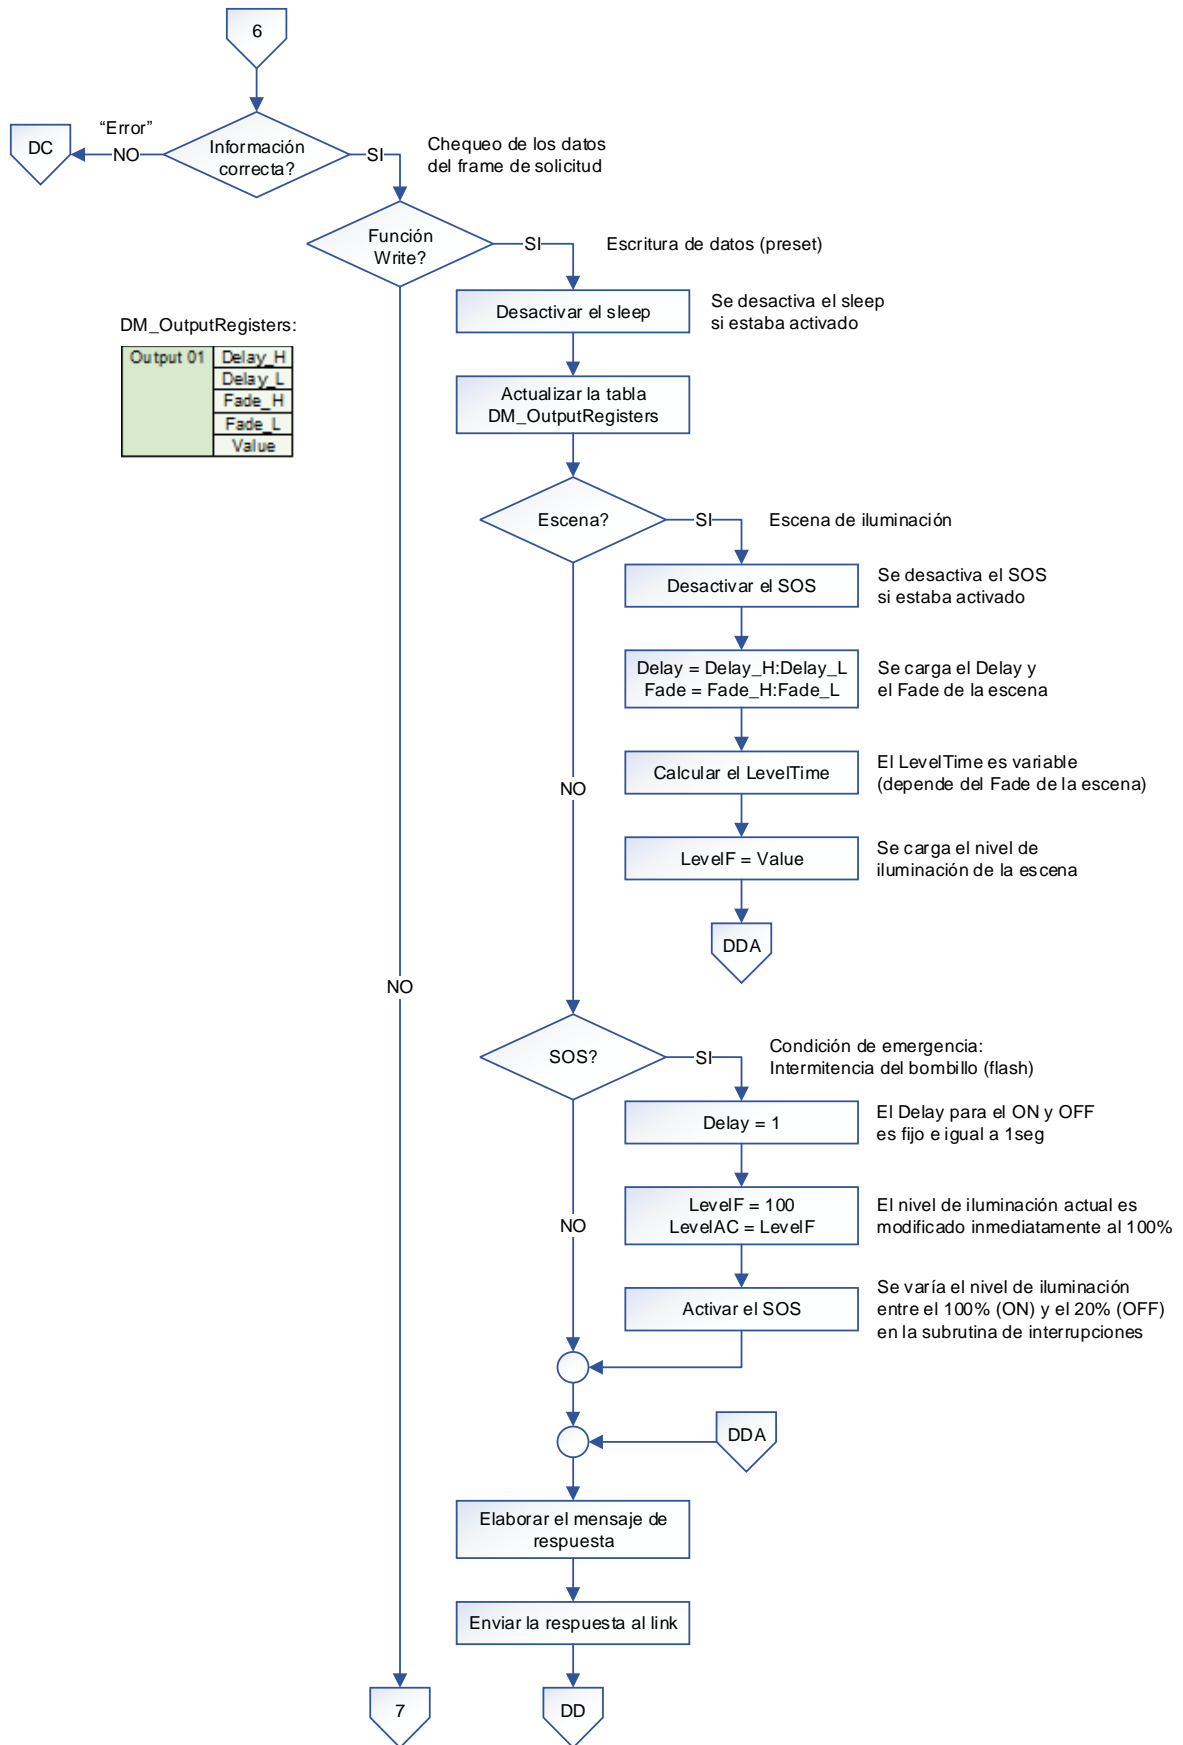 6
“Error”
DC
NO
Información
correcta?
SI
Chequeo de los datos
del frame de solicitud
Función
Write?
SI
Escritura de datos (preset)
Desactivar el sleep
Se desactiva el sleep
si estaba activado
DM_OutputRegisters:
Output 01
Delay_H
Delay_L
Fade_H
Fade_L
Value
Actualizar la tabla
DM_OutputRegisters
Escena?
SI
Escena de iluminación
Desactivar el SOS
Se desactiva el SOS
si estaba activado
Delay = Delay_H:Delay_L
Fade = Fade_H:Fade_L
Se carga el Delay y
el Fade de la escena
Calcular el LevelTime
El LevelTime es variable
(depende del Fade de la escena)
NO
LevelF = Value
Se carga el nivel de
iluminación de la escena
DDA
NO
SOS?
SI
Condición de emergencia:
Intermitencia del bombillo (flash)
Delay = 1
El Delay para el ON y OFF
es fijo e igual a 1seg
LevelF = 100
LevelAC = LevelF
El nivel de iluminación actual es
modificado inmediatamente al 100%
NO
Activar el SOS
Se varía el nivel de iluminación
entre el 100% (ON) y el 20% (OFF)
en la subrutina de interrupciones
DDA
Elaborar el mensaje de
respuesta
Enviar la respuesta al link
7
DD